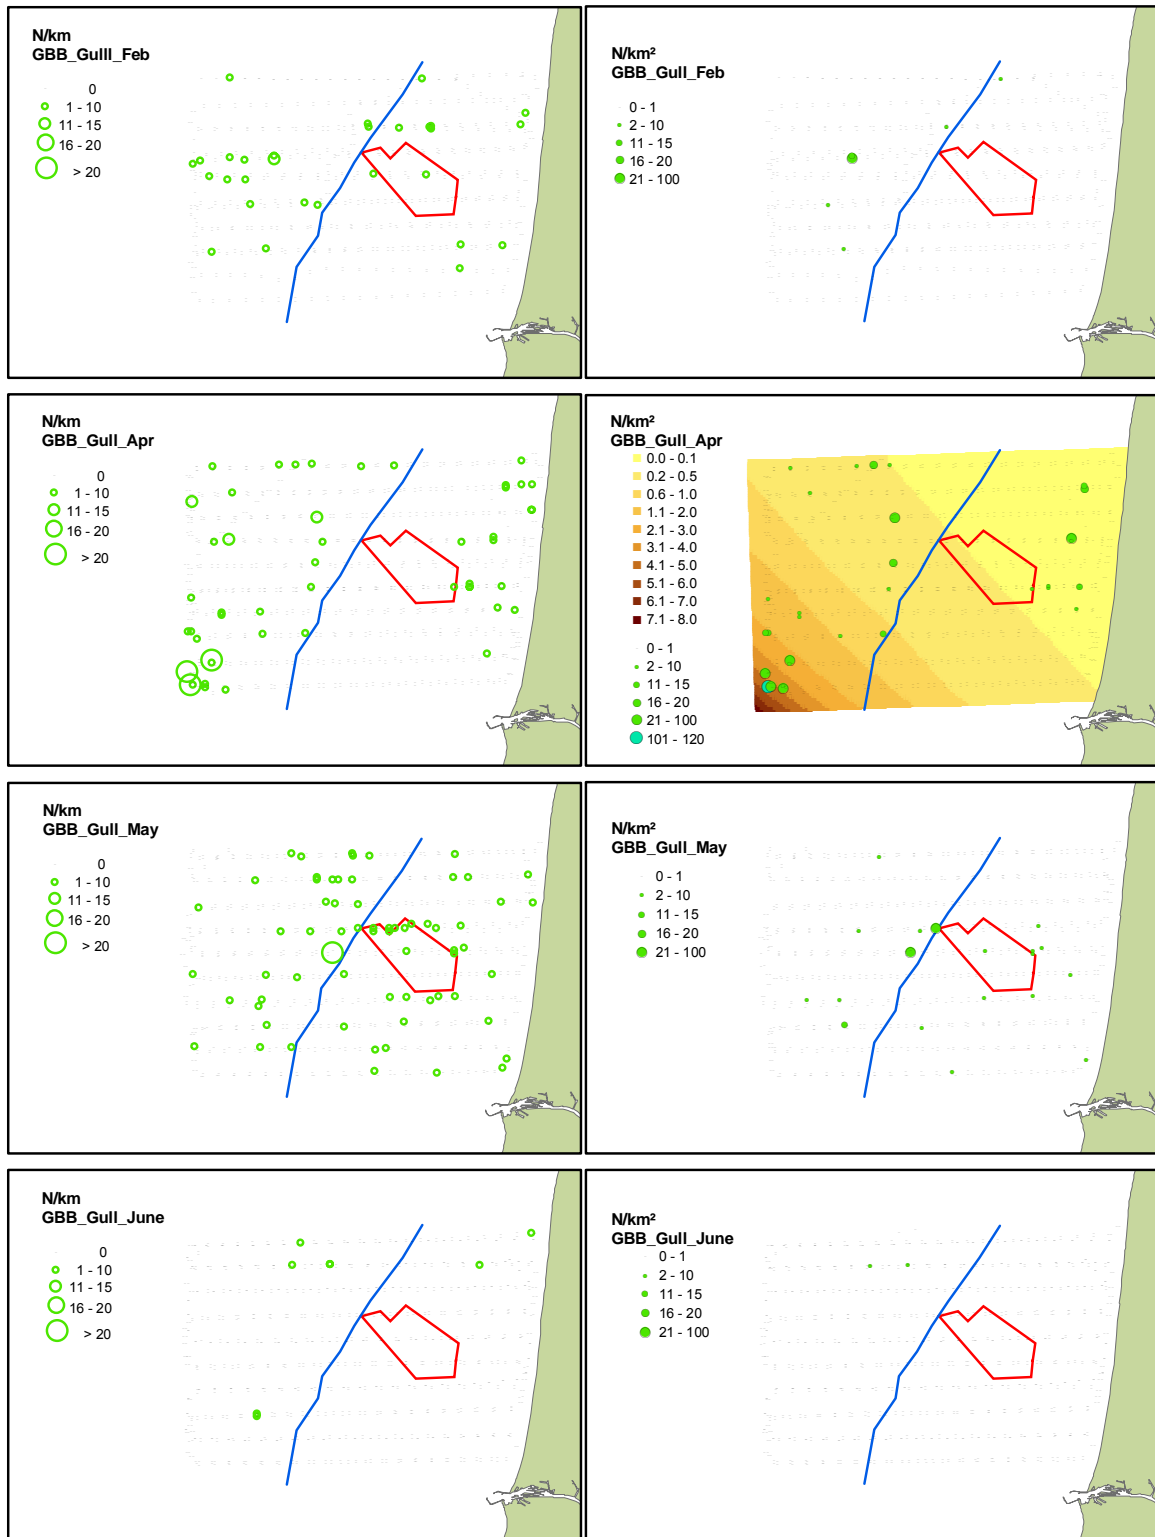 N/km
GBB_Gulll_Feb
0
1 - 10
11 - 15
16 - 20
> 20
N/km²
GBB_Gull_Feb
0 - 1
2 - 10
11 - 15
16 - 20
21 - 100
N/km
GBB_Gull_Apr
0
1 - 10
11 - 15
16 - 20
> 20
N/km²
GBB_Gull_Apr
0.0 - 0.1
0.2 - 0.5
0.6 - 1.0
1.1 - 2.0
2.1 - 3.0
3.1 - 4.0
4.1 - 5.0
5.1 - 6.0
6.1 - 7.0
7.1 - 8.0
0 - 1
2 - 10
11 - 15
16 - 20
21 - 100
101 - 120
N/km
GBB_Gull_May
0
1 - 10
11 - 15
16 - 20
> 20
N/km²
GBB_Gull_May
0 - 1
2 - 10
11 - 15
16 - 20
21 - 100
N/km
GBB_Gull_June
0
1 - 10
11 - 15
16 - 20
> 20
N/km²
GBB_Gull_June
0 - 1
2 - 10
11 - 15
16 - 20
21 - 100